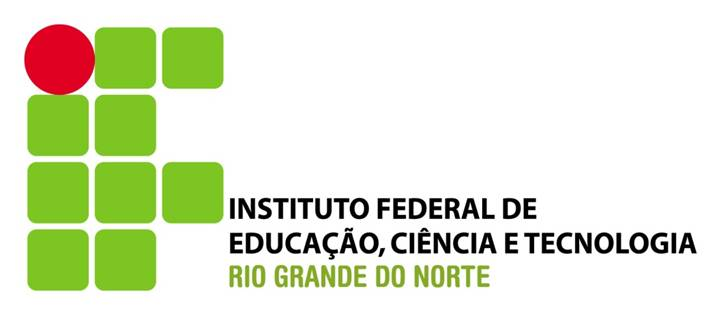 INSTITUTO FEDERAL DE
EDUCAÇÃO, CIÊNCIA E TECNOLOGIA
RIO GRANDE DO NORTE